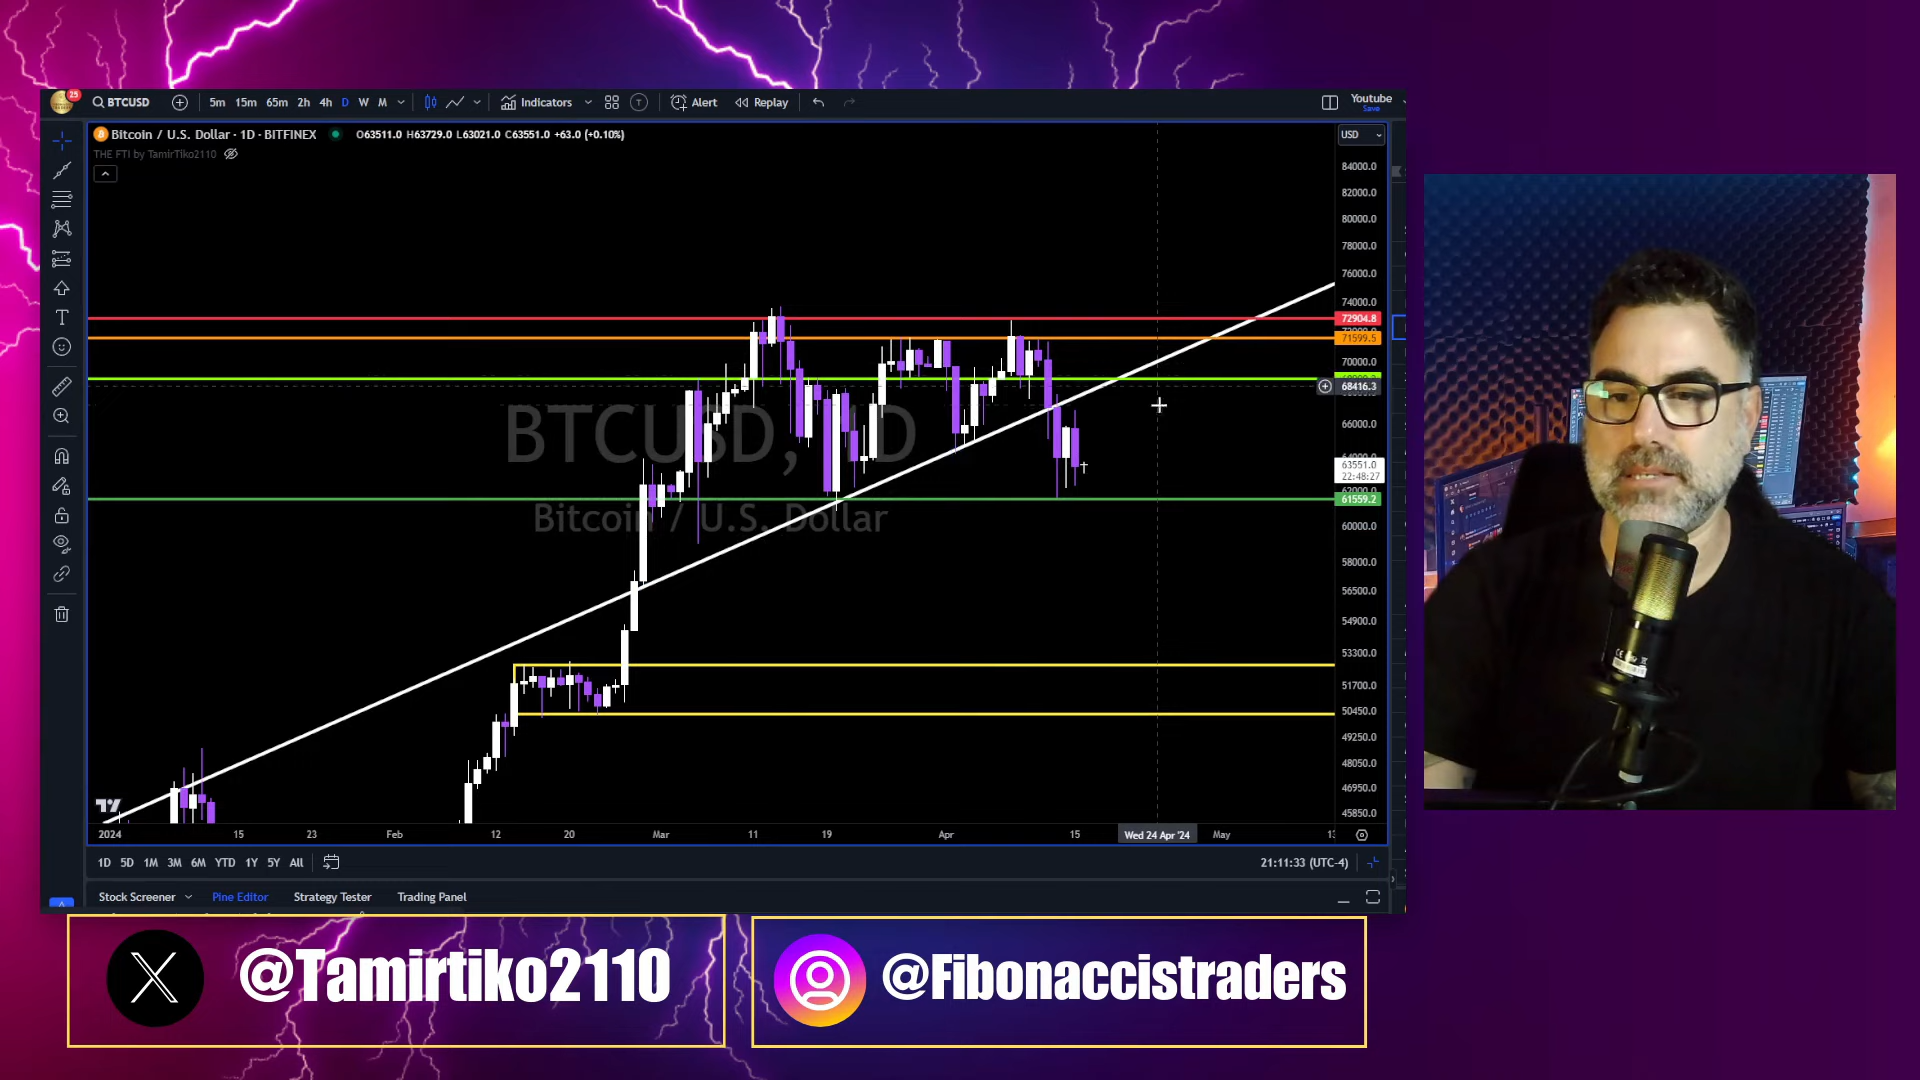 25
BTCUSD 5m 15m 65m 2h 4h D W M Indicators T Alert Replay Youtube
Save
Bitcoin / U.S. Dollar · 1D · BITFINEX O63511.0 H63729.0 L63021.0 C63551.0 +63.0 (+0.10%) USD
THE FTI by TamirTiko2110
84000.0
82000.0
80000.0
78000.0
76000.0
74000.0
72904.8
71599.5
70000.0
68416.3
66000.0
63551.0
22:48:27
61559.2
60000.0
58000.0
56500.0
54900.0
53300.0
51700.0
50450.0
49250.0
48050.0
46950.0
45850.0
BTCUSD, 1D
Bitcoin / U.S. Dollar
2024 15 23 Feb 12 20 Mar 11 19 Apr 15 Wed 24 Apr '24 May
1D 5D 1M 3M 6M YTD 1Y 5Y All 21:11:33 (UTC-4)
Stock Screener Pine Editor Strategy Tester Trading Panel
@Tamirtiko2110
@Fibonaccistraders